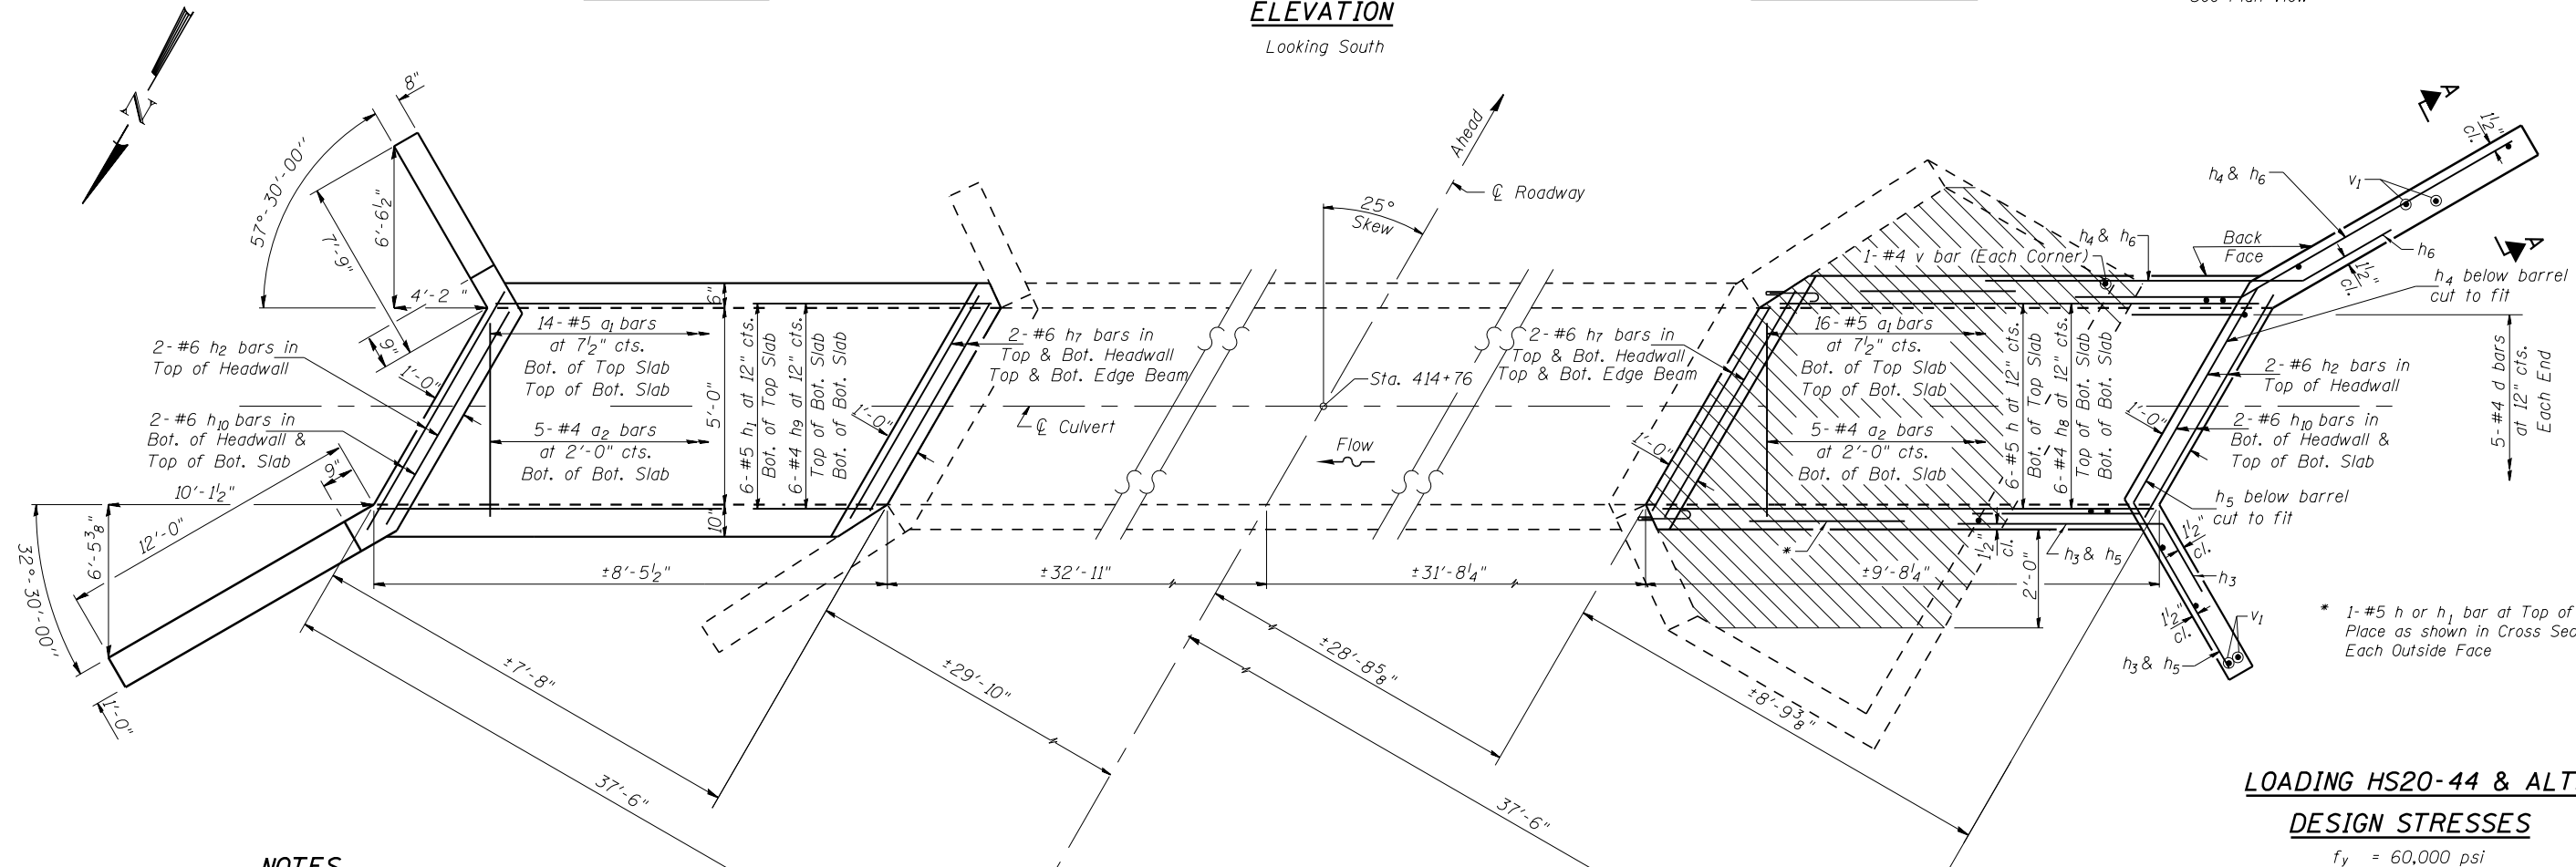 ELEVATION
Looking South
N
8"
57°-30'-00''
7'-9"
6'-6½"
4'-2 "
9"
1'-0"
2-#6 h2 bars in
Top of Headwall
2-#6 h10 bars in
Bot. of Headwall &
Top of Bot. Slab
9"
10'-1½"
12'-0"
6'-5⅜"
32°-30'-00''
1'-0"
14-#5 a1 bars
at 7½" cts.
Bot. of Top Slab
Top of Bot. Slab
5-#4 a2 bars
at 2'-0" cts.
Bot. of Bot. Slab
6"
5'-0"
10"
6-#5 h1 at 12" cts.
Bot. of Top Slab
6-#4 h9 at 12" cts.
Top of Bot. Slab
Bot. of Bot. Slab
1'-0"
2-#6 h7 bars in
Top & Bot. Headwall
Top & Bot. Edge Beam
℄ Culvert
25°
Skew
Ahead
℄ Roadway
Sta. 414+76
Flow
2-#6 h7 bars in
Top & Bot. Headwall
Top & Bot. Edge Beam
1'-0"
1-#4 v bar (Each Corner)
16-#5 a1 bars
at 7½" cts.
Bot. of Top Slab
Top of Bot. Slab
5-#4 a2 bars
at 2'-0" cts.
Bot. of Bot. Slab
6-#5 h at 12" cts.
Bot. of Top Slab
6-#4 h8 at 12" cts.
Top of Bot. Slab
Bot. of Bot. Slab
h4 & h6
h4 & h6
v1
Back
Face
A
A
1½"
cl.
1½"
cl.
h6
h4 below barrel
cut to fit
2-#6 h2 bars in
Top of Headwall
1'-0"
2-#6 h10 bars in
Bot. of Headwall &
Top of Bot. Slab
5-#4 d bars
at 12" cts.
Each End
h5 below barrel
cut to fit
1½"
cl.
h3
1½"
cl.
v1
h3 & h5
*
1½"
cl.
h3 & h5
2'-0"
±8'-5½"
±32'-11"
±31'-8¼"
±9'-8¼"
±7'-8"
±29'-10"
±28'-8⅝"
±8'-9⅜"
37'-6"
37'-6"
* 1-#5 h or h1 bar at Top of
Place as shown in Cross Sec
Each Outside Face
LOADING HS20-44 & ALT
DESIGN STRESSES
fy = 60,000 psi
NOTES